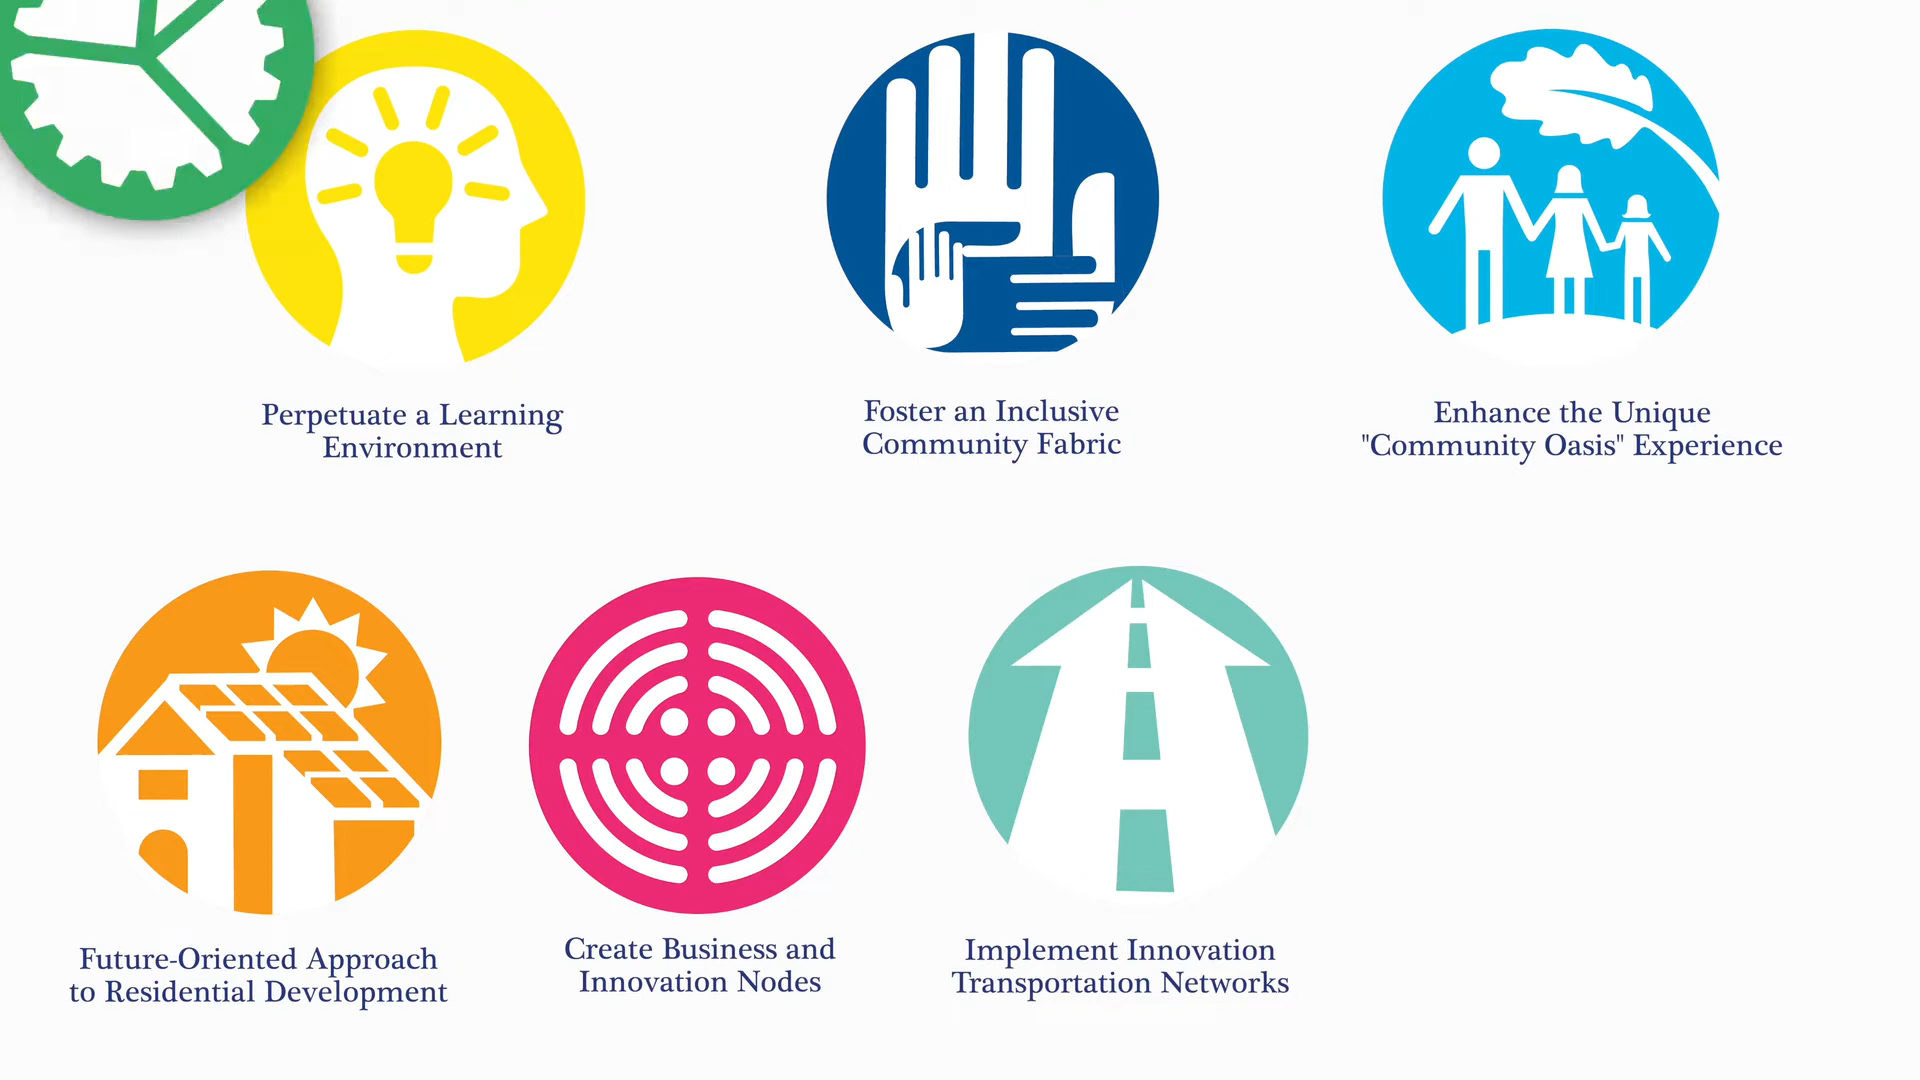 Perpetuate a Learning
Environment
Foster an Inclusive
Community Fabric
Enhance the Unique
"Community Oasis" Experience
Future-Oriented Approach
to Residential Development
Create Business and
Innovation Nodes
Implement Innovation
Transportation Networks